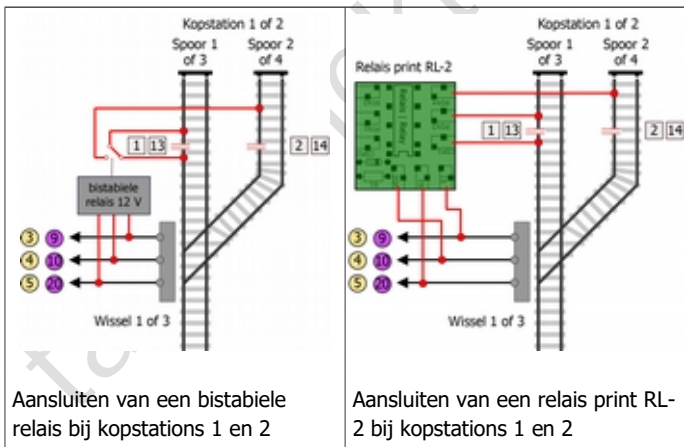 Kopstation 1 of 2
Spoor 1 of 3
Spoor 2 of 4
1 13
2 14
bistabiele
relais 12 V
3 9
4 10
5 20
Wissel 1 of 3
Aansluiten van een bistabiele
relais bij kopstations 1 en 2
Kopstation 1 of 2
Spoor 1 of 3
Spoor 2 of 4
Relais print RL-2
Relais | Relay
1 13
2 14
3 9
4 10
5 20
Wissel 1 of 3
Aansluiten van een relais print RL-
2 bij kopstations 1 en 2